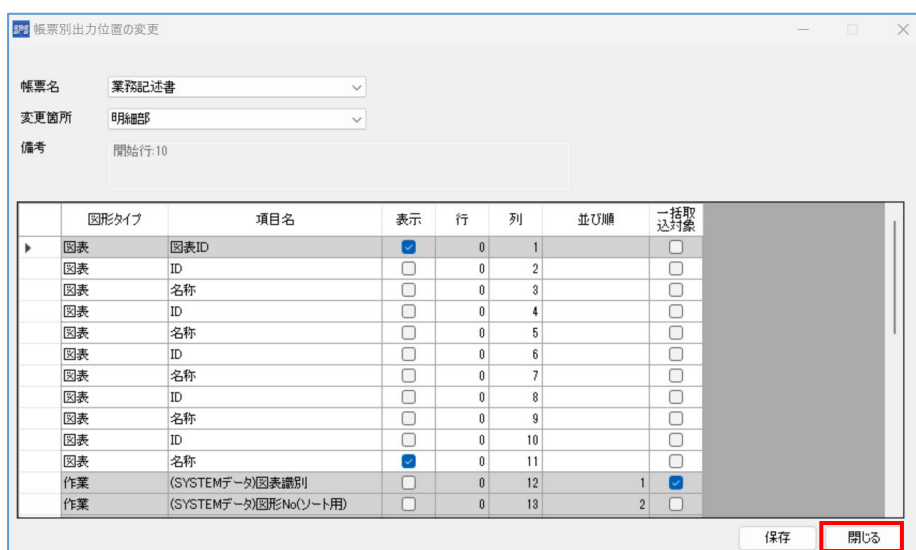 SPS 帳票別出力位置の変更
帳票名 業務記述書
変更箇所 明細部
備考 開始行:10
図形タイプ 項目名 表示 行 列 並び順 一括取込対象
図表 図表ID 0 1
図表 ID 0 2
図表 名称 0 3
図表 ID 0 4
図表 名称 0 5
図表 ID 0 6
図表 名称 0 7
図表 ID 0 8
図表 名称 0 9
図表 ID 0 10
図表 名称 0 11
作業 (SYSTEMデータ)図表識別 0 12 1
作業 (SYSTEMデータ)図形No(ソート用) 0 13 2
保存 閉じる